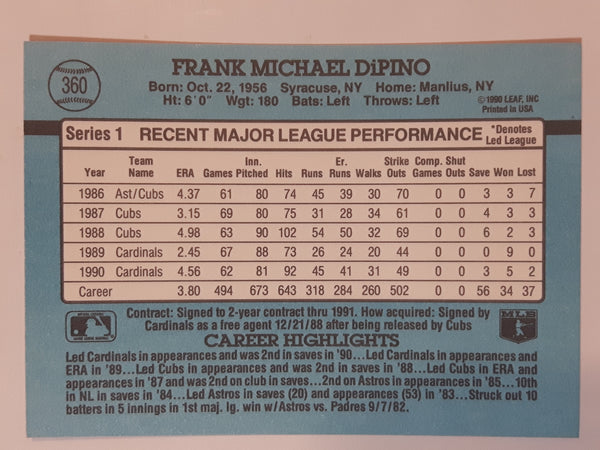 360
FRANK MICHAEL DiPINO
Born: Oct. 22, 1956 Syracuse, NY Home: Manlius, NY
Ht: 6'0" Wgt: 180 Bats: Left Throws: Left
©1990 LEAF, INC
Printed in USA
Series 1 RECENT MAJOR LEAGUE PERFORMANCE *Denotes Led League
Year Team Name ERA Games Inn. Pitched Hits Runs Er. Runs Walks Strike Outs Comp. Games Shut Outs Save Won Lost
1986 Ast/Cubs 4.37 61 80 74 45 39 30 70 0 0 3 3 7
1987 Cubs 3.15 69 80 75 31 28 34 61 0 0 4 3 3
1988 Cubs 4.98 63 90 102 54 50 32 69 0 0 6 2 3
1989 Cardinals 2.45 67 88 73 26 24 20 44 0 0 0 9 0
1990 Cardinals 4.56 62 81 92 45 41 31 49 0 0 3 5 2
Career 3.80 494 673 643 318 284 260 502 0 0 56 34 37
Contract: Signed to 2-year contract thru 1991. How acquired: Signed by
Cardinals as a free agent 12/21/88 after being released by Cubs
MLB
CAREER HIGHLIGHTS
Led Cardinals in appearances and was 2nd in saves in '90...Led Cardinals in appearances and
ERA in '89...Led Cubs in appearances and was 2nd in saves in '88...Led Cubs in
appearances in '87 and was 2nd on club in saves...2nd on Astros in appearances in '85...10th
in NL in saves in '84...Led Astros in saves (20) and appearances (53) in '83...Struck out 10
batters in 5 innings in 1st maj. lg. win w/Astros vs. Padres 9/7/82.